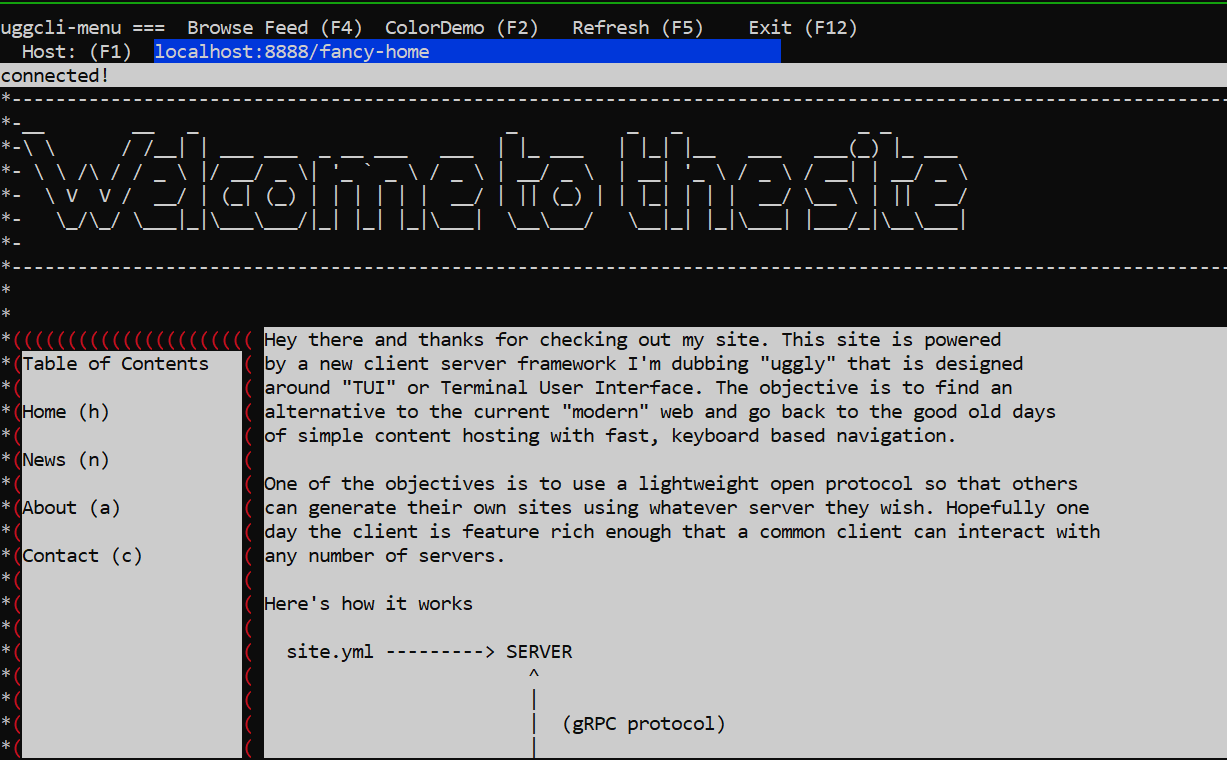 uggcli-menu ===  Browse Feed (F4)  ColorDemo (F2)   Refresh (F5)    Exit (F12)
Host: (F1)  localhost:8888/fancy-home
connected!
Welcome to the site
Hey there and thanks for checking out my site. This site is powered
by a new client server framework I'm dubbing "uggly" that is designed
around "TUI" or Terminal User Interface. The objective is to find an
alternative to the current "modern" web and go back to the good old days
of simple content hosting with fast, keyboard based navigation.
One of the objectives is to use a lightweight open protocol so that others
can generate their own sites using whatever server they wish. Hopefully one
day the client is feature rich enough that a common client can interact with
any number of servers.
Here's how it works
site.yml ---------> SERVER
^
|
|  (gRPC protocol)
|
Table of Contents
Home (h)
News (n)
About (a)
Contact (c)